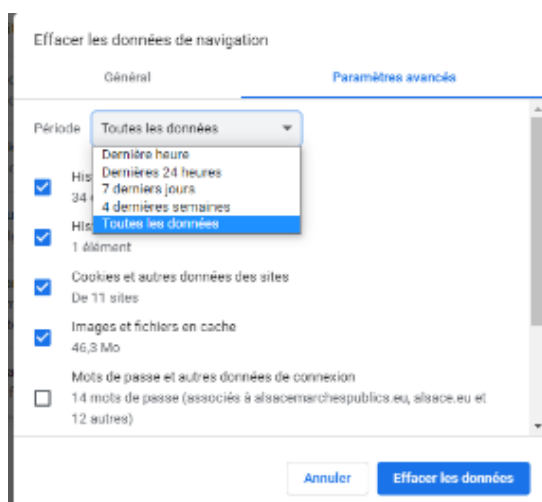 Effacer les données de navigation
Général
Paramètres avancés
Période
Toutes les données
Dernière heure
Dernières 24 heures
7 derniers jours
4 dernières semaines
Toutes les données
His
34
His
1 élément
Cookies et autres données des sites
De 11 sites
Images et fichiers en cache
46,3 Mo
Mots de passe et autres données de connexion
14 mots de passe (associés à alsacemarchespublics.eu, alsace.eu et
12 autres)
Annuler
Effacer les données